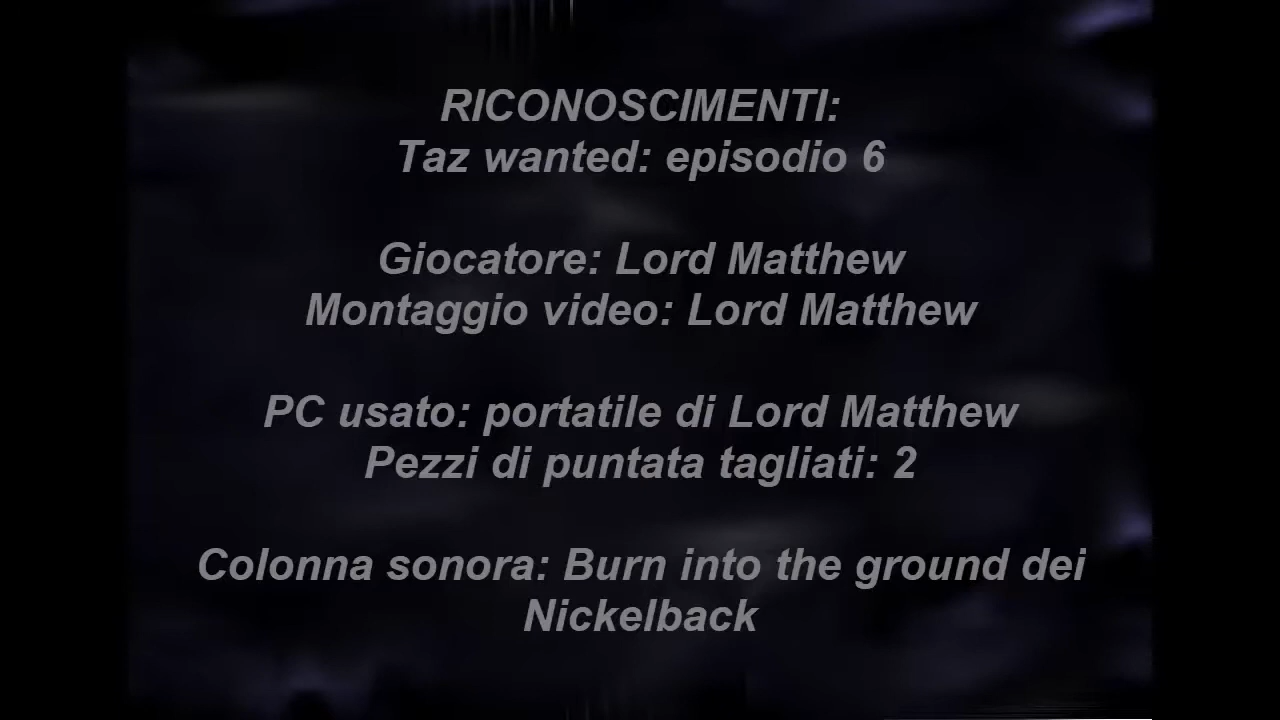 RICONOSCIMENTI:
Taz wanted: episodio 6
Giocatore: Lord Matthew
Montaggio video: Lord Matthew
PC usato: portatile di Lord Matthew
Pezzi di puntata tagliati: 2
Colonna sonora: Burn into the ground dei
Nickelback